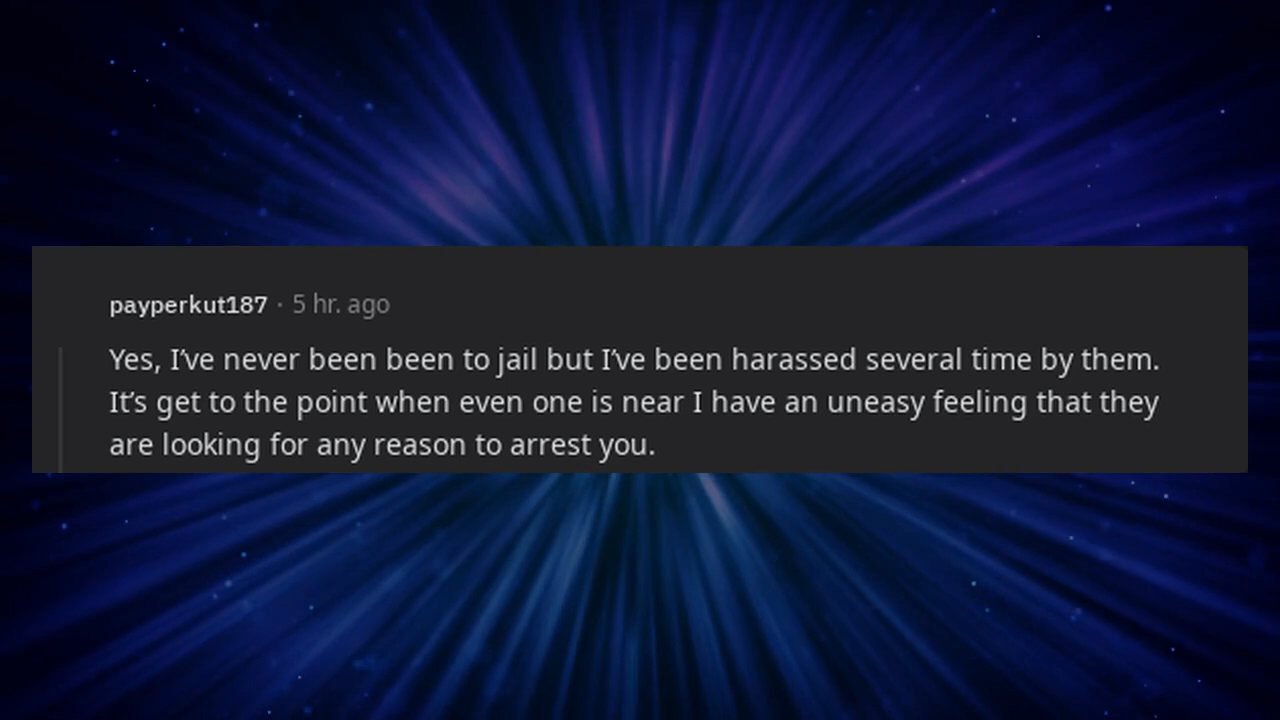 payperkut187 · 5 hr. ago
Yes, I’ve never been been to jail but I’ve been harassed several time by them.
It’s get to the point when even one is near I have an uneasy feeling that they
are looking for any reason to arrest you.